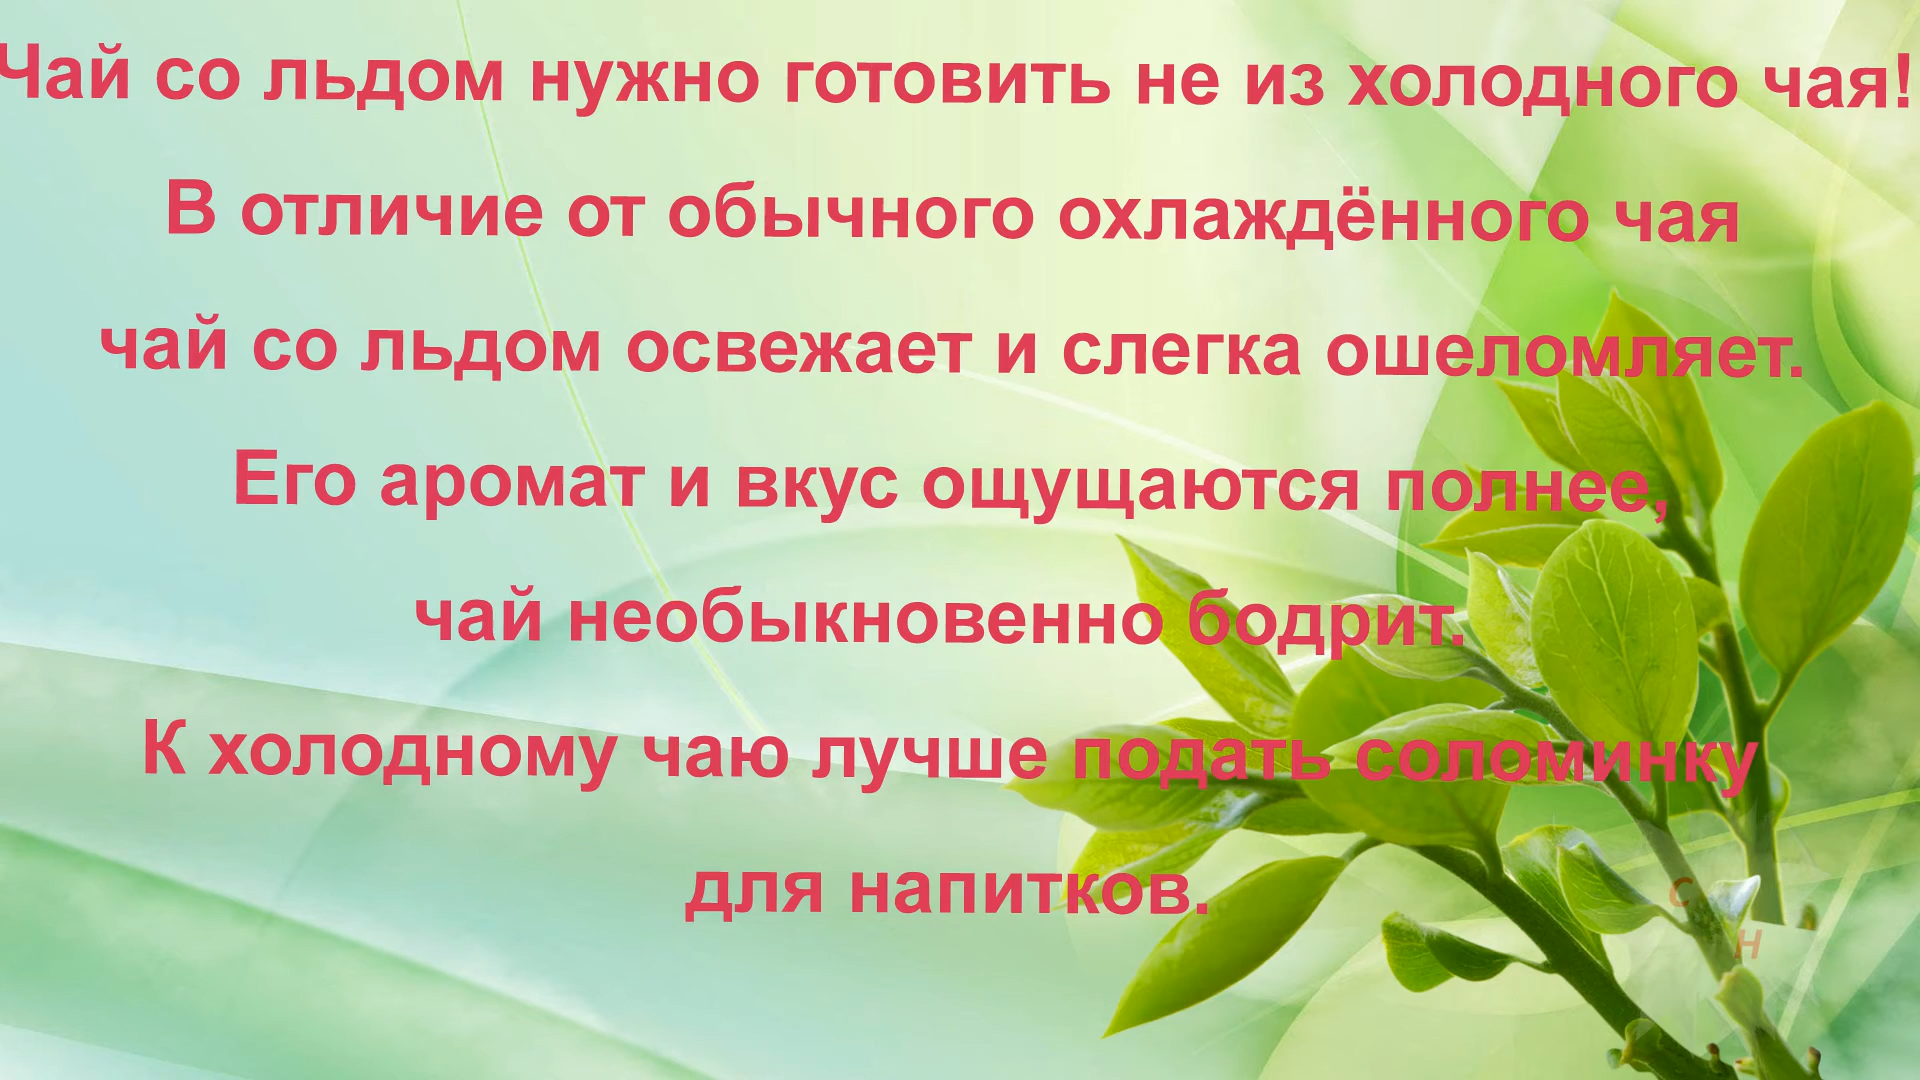 Чай со льдом нужно готовить не из холодного чая!
В отличие от обычного охлаждённого чая
чай со льдом освежает и слегка ошеломляет.
Его аромат и вкус ощущаются полнее,
чай необыкновенно бодрит.
К холодному чаю лучше подать соломинку
для напитков.
С
Н